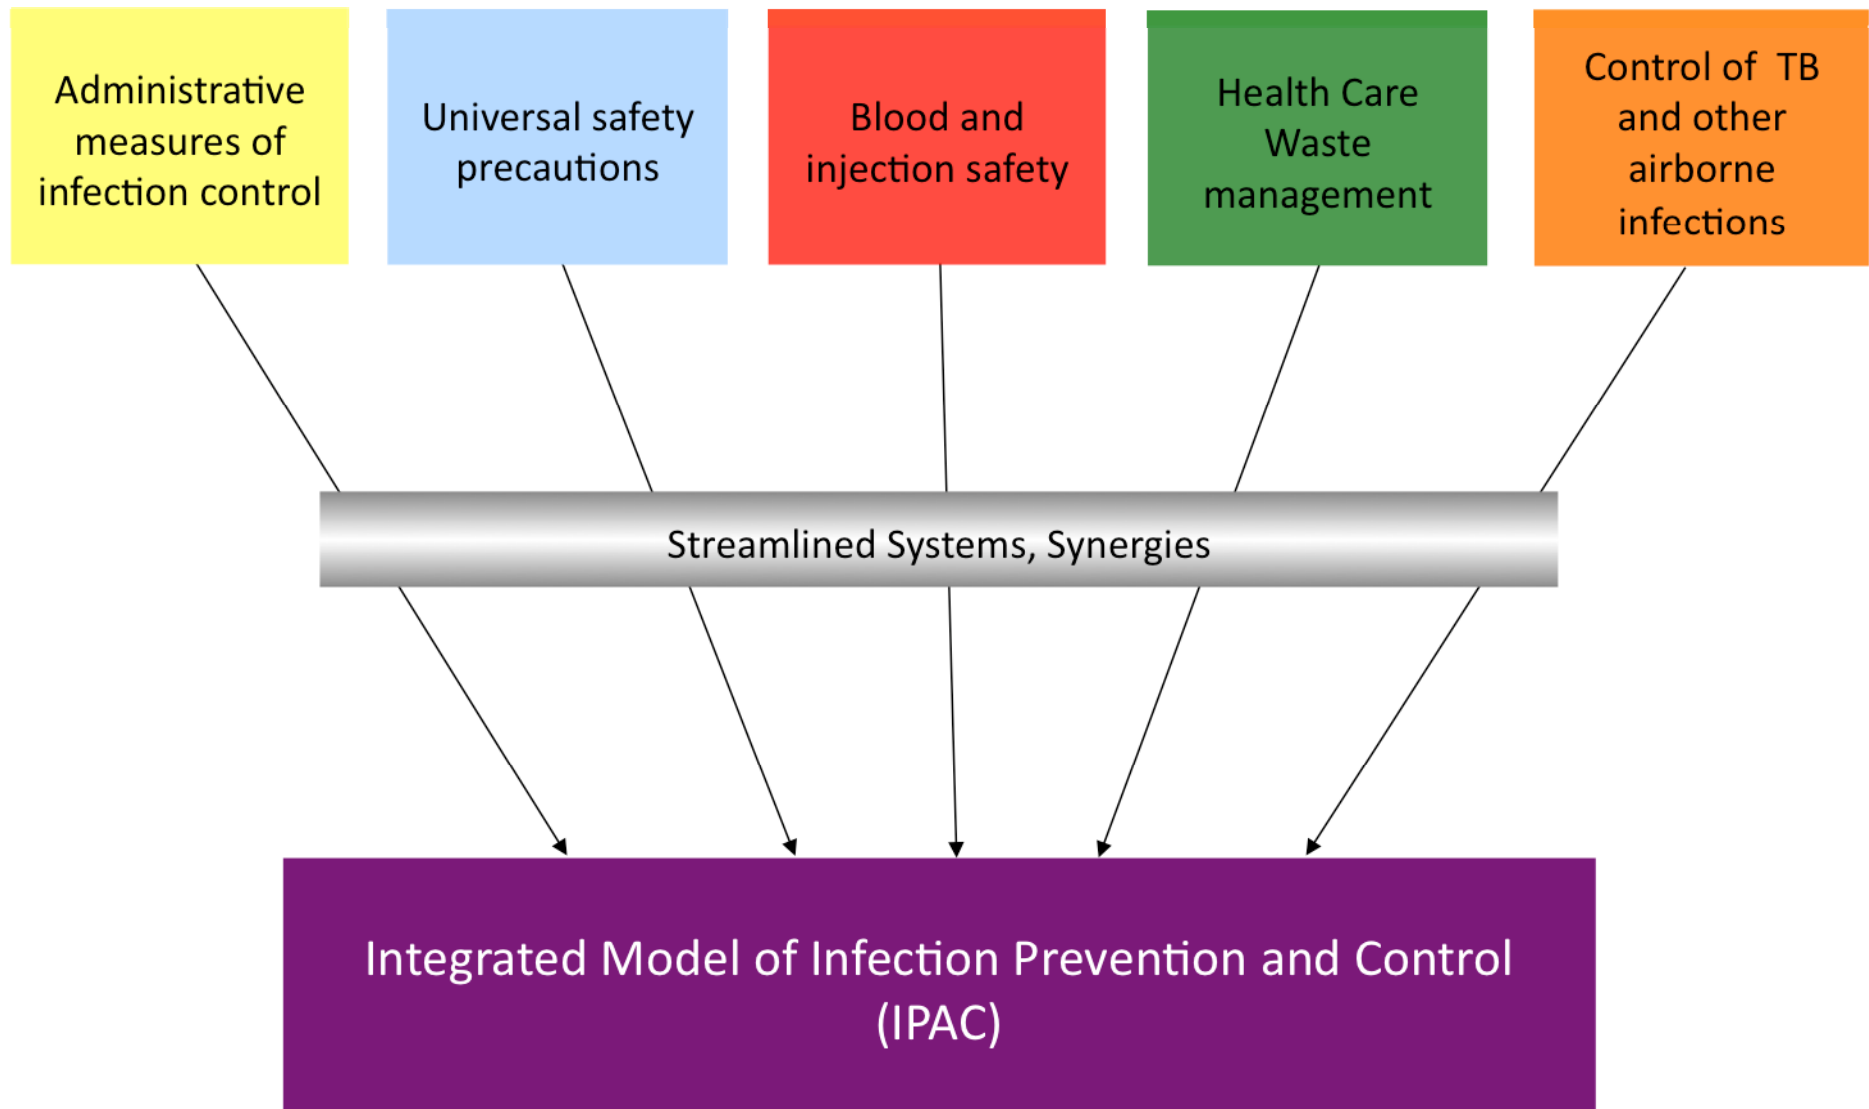 Administrative
measures of
infection control
Universal safety
precautions
Blood and
injection safety
Health Care
Waste
management
Control of  TB
and other
airborne
infections
Streamlined Systems, Synergies
Integrated Model of Infection Prevention and Control
(IPAC)